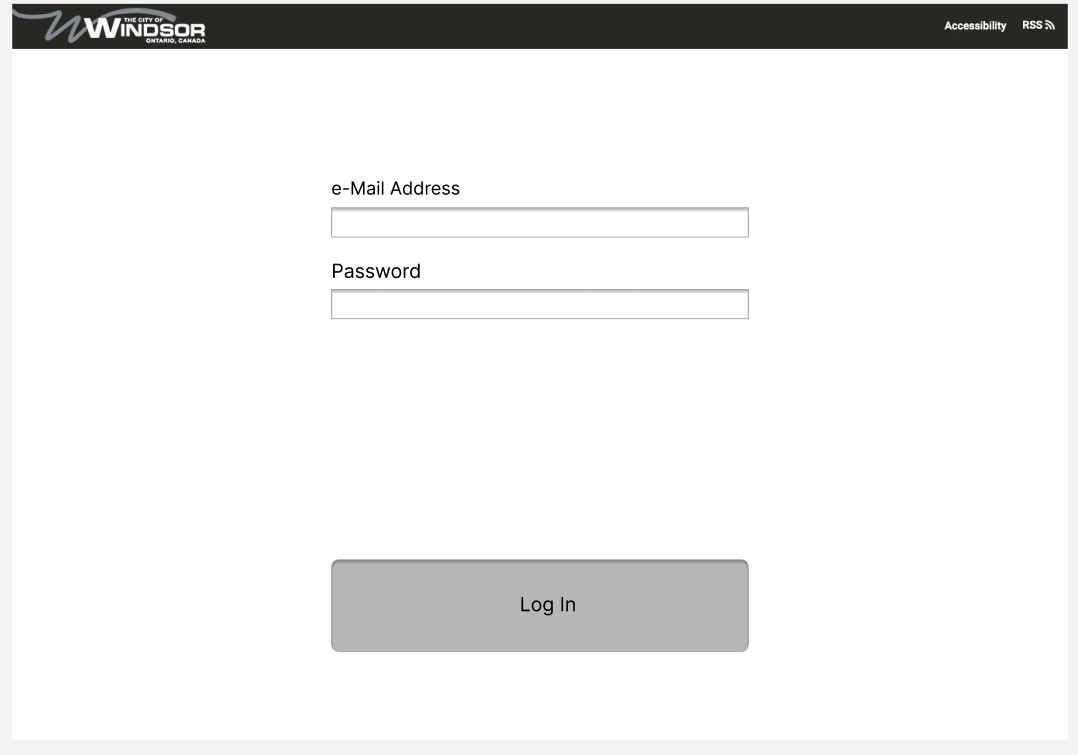 THE CITY OF
WINDSOR
ONTARIO, CANADA
Accessibility RSS
e-Mail Address
Password
Log In